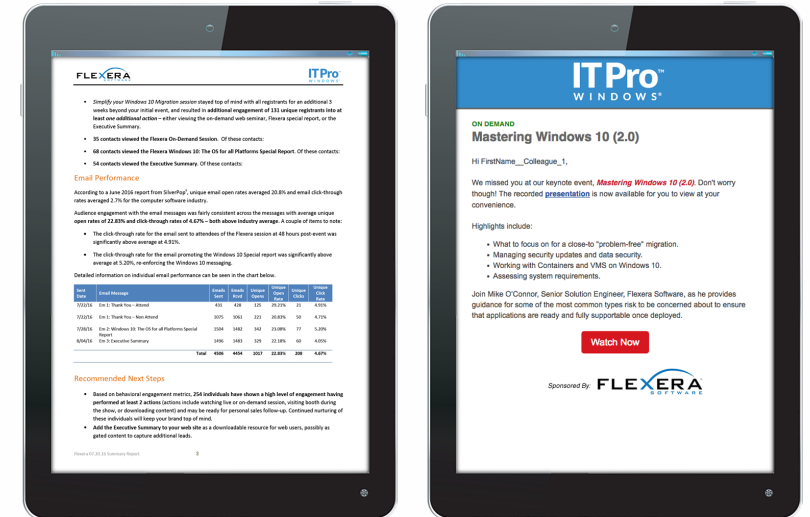 FLEXERA
SOFTWARE
ITPro™
WINDOWS
• Simplify your Windows 10 Migration session stayed top of mind with all registrants for an additional 3
weeks beyond your initial event, and resulted in additional engagement of 131 unique registrants into at
least one additional action – either viewing the on-demand web seminar, Flexera special report, or the
Executive Summary.
• 35 contacts viewed the Flexera On-Demand Session. Of these contacts:
• 68 contacts viewed the Flexera Windows 10: The OS for all Platforms Special Report. Of these contacts:
• 54 contacts viewed the Executive Summary. Of these contacts:
Email Performance
According to a June 2016 report from SilverPop, unique email open rates averaged 20.8% and email click-through
rates averaged 2.7% for the computer software industry.
Audience engagement with the email messages was fairly consistent across the messages with average unique
open rates of 22.83% and click-through rates of 4.67% – both above industry average. A couple of items to note:
• The click-through rate for the email sent to attendees of the Flexera session at 48 hours post-event was
significantly above average at 4.91%.
• The click-through rate for the email promoting the Windows 10 Special Report was significantly above
average at 5.20%, re-enforcing the Windows 10 messaging.
Detailed information on individual email performance can be seen in the chart below.
Sent Date Email Message Emails Sent Emails Rcvd Unique Opens Unique Open Rate Unique Clicks Unique Click Rate
7/22/16 Em 1: Thank You – Attend 431 428 125 29.21% 21 4.91%
7/22/16 Em 1: Thank You – Non Attend 1075 1061 221 20.83% 50 4.71%
7/28/16 Em 2: Windows 10: The OS for all Platforms Special Report 1504 1482 342 23.08% 77 5.20%
8/04/16 Em 3: Executive Summary 1496 1483 329 22.18% 60 4.05%
Total 4506 4454 1017 22.83% 208 4.67%
Recommended Next Steps
• Based on behavioral engagement metrics, 254 individuals have shown a high level of engagement having
performed at least 2 actions (actions include watching live or on-demand session, visiting booth during
the show, or downloading content) and may be ready for personal sales follow-up. Continued nurturing of
these individuals will keep your brand top of mind.
• Add the Executive Summary to your web site as a downloadable resource for web users, possibly as
gated content to capture additional leads.
Flexera 07.20.16 Summary Report 3
ITPro™
WINDOWS®
ON DEMAND
Mastering Windows 10 (2.0)
Hi FirstName__Colleague_1,
We missed you at our keynote event, Mastering Windows 10 (2.0). Don't worry
though! The recorded presentation is now available for you to view at your
convenience.
Highlights include:
• What to focus on for a close-to "problem-free" migration.
• Managing security updates and data security.
• Working with Containers and VMS on Windows 10.
• Assessing system requirements.
Join Mike O'Connor, Senior Solution Engineer, Flexera Software, as he provides
guidance for some of the most common types risk to be concerned about to ensure
that applications are ready and fully supportable once deployed.
Watch Now
Sponsored By: FLEXERA
SOFTWARE